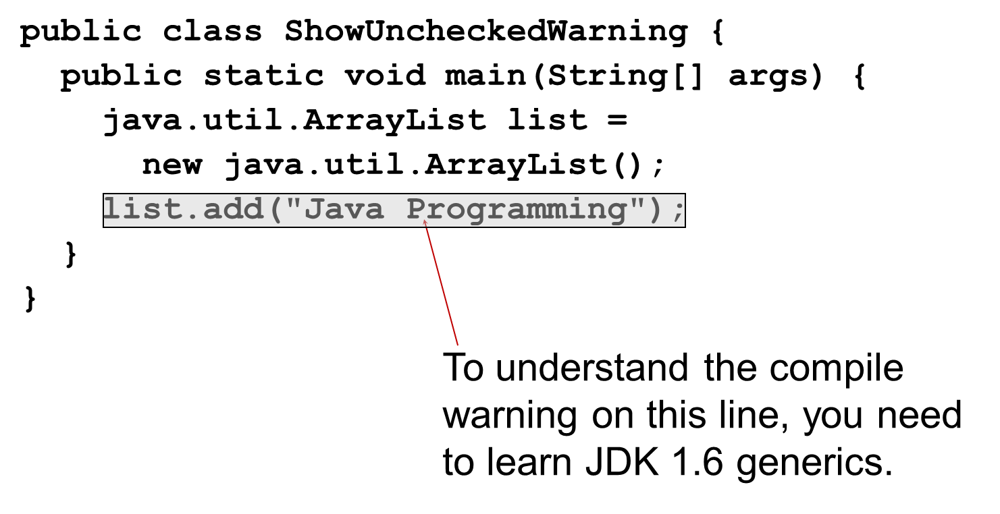 public class ShowUncheckedWarning {
  public static void main(String[] args) {
    java.util.ArrayList list =
      new java.util.ArrayList();
    list.add("Java Programming");
  }
}
To understand the compile
warning on this line, you need
to learn JDK 1.6 generics.